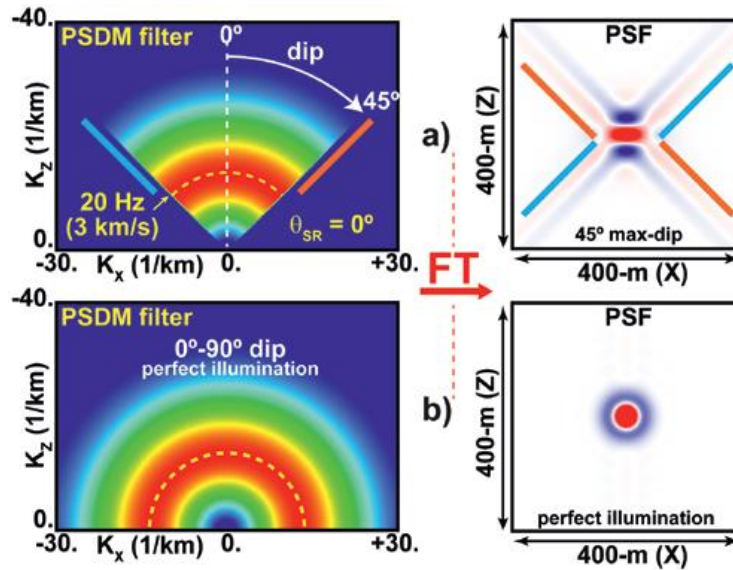 -40.
PSDM filter
0º
dip
45º
K_z (1/km)
20 Hz
(3 km/s)
θ_SR = 0º
0.
-30.
K_x (1/km)
0.
+30.
a)
PSF
400-m (Z)
45º max-dip
400-m (X)
FT
-40.
PSDM filter
0º-90º dip
perfect illumination
K_z (1/km)
0.
-30.
K_x (1/km)
0.
+30.
b)
PSF
400-m (Z)
perfect illumination
400-m (X)